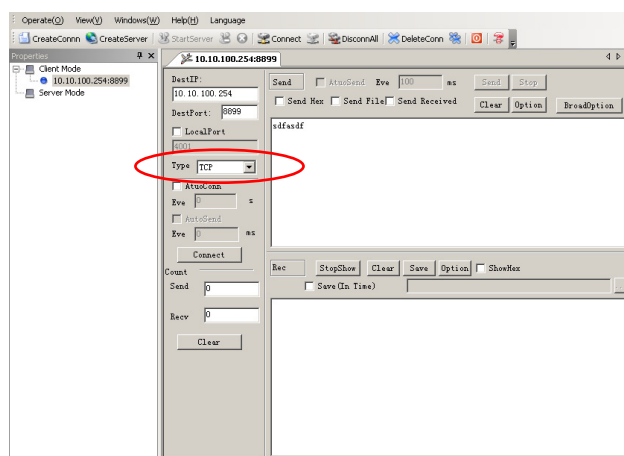 Operate(O) View(V) Windows(W) Help(H) Language
CreateConnn CreateServer StartServer Connect DisconnAll DeleteConn
Properties
Client Mode
10.10.100.254:8899
Server Mode
10.10.100.254:8899
DestIP:
10.10.100.254
DestPort: 8899
LocalPort
4001
Type TCP
AtuoConn
Eve 0 s
AutoSend
Eve 0 ms
Connect
Count
Send 0
Recv 0
Clear
Send AtuoSend Eve 100 ms Send Stop
Send Hex Send File Send Received Clear Option BroadOption
sdfasdf
Rec StopShow Clear Save Option ShowHex
Save(In Time) ...